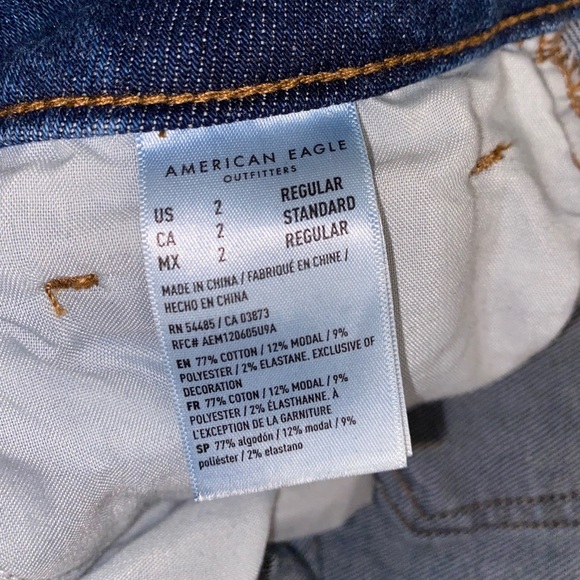 AMERICAN EAGLE
OUTFITTERS
US 2 REGULAR
CA 2 STANDARD
MX 2 REGULAR
MADE IN CHINA / FABRIQUÉ EN CHINE /
HECHO EN CHINA
RN 54485 / CA 03873
RFC# AEM120605U9A
EN 77% COTTON / 12% MODAL / 9%
POLYESTER / 2% ELASTANE. EXCLUSIVE OF
DECORATION
FR 77% COTON / 12% MODAL / 9%
POLYESTER / 2% ÉLASTHANNE. À
L'EXCEPTION DE LA GARNITURE
SP 77% algodón / 12% modal / 9%
poliéster / 2% elastano